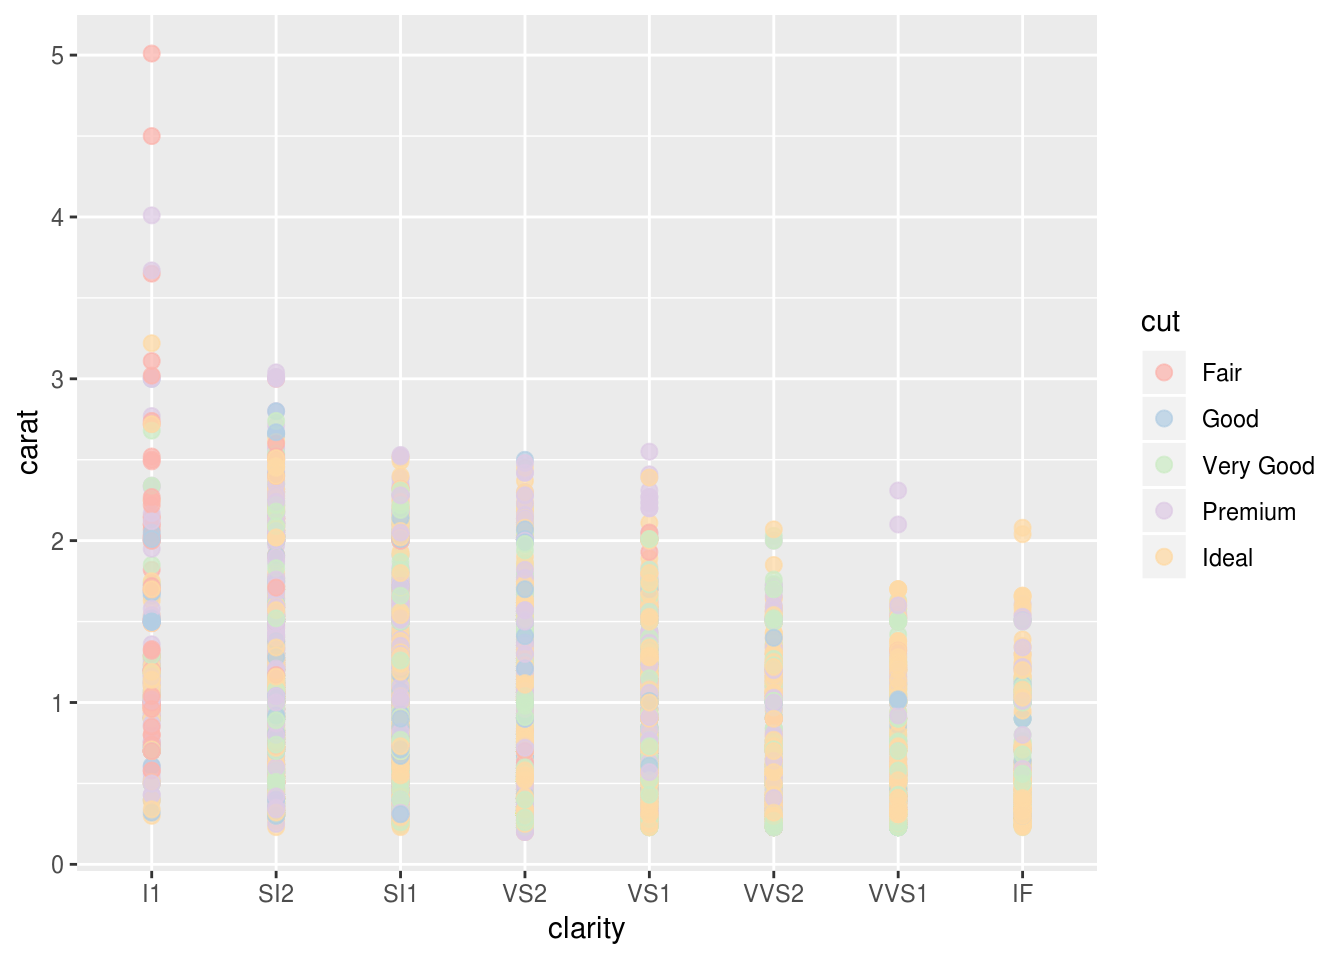 5
4
3
2
1
0
carat
I1 SI2 SI1 VS2 VS1 VVS2 VVS1 IF
clarity
cut
Fair
Good
Very Good
Premium
Ideal